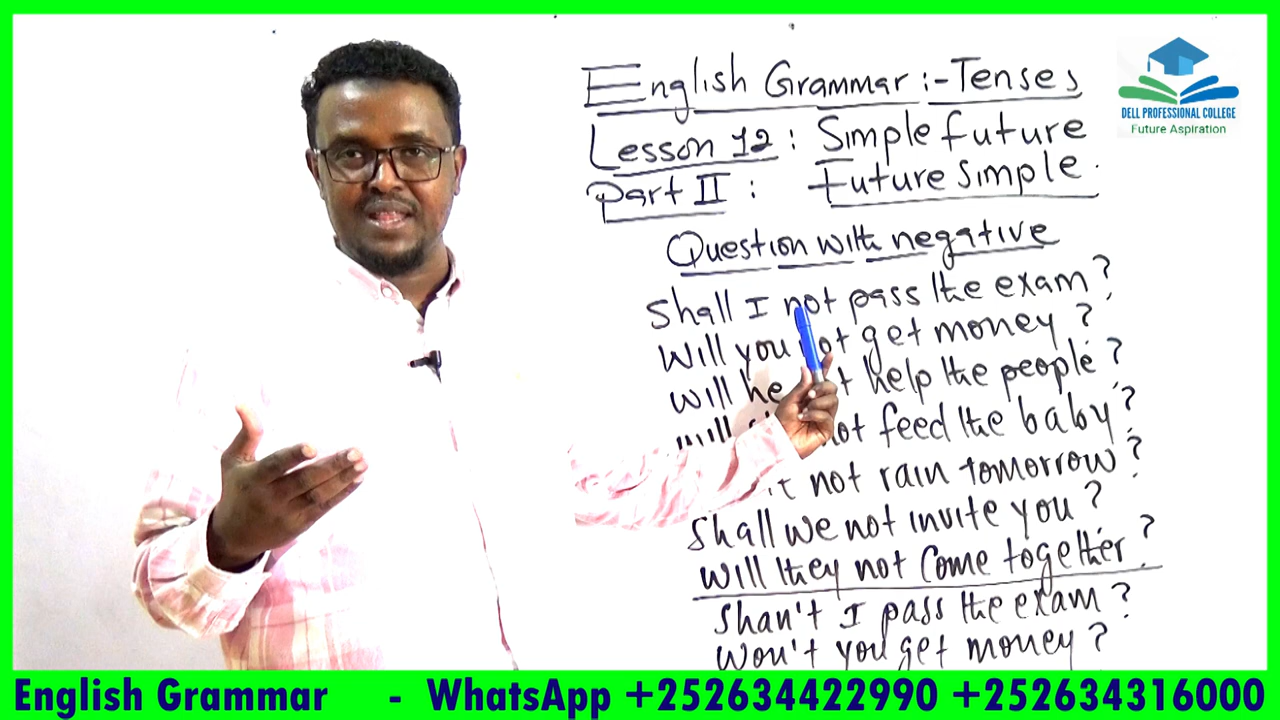 English Grammar :- Tenses
Lesson 12 : Simple future
Part II : Future Simple.
DELL PROFESSIONAL COLLEGE
Future Aspiration
Question with negative
Shall I not pass the exam?
Will you not get money?
Will he not help the people?
Will not feed the baby?
not rain tomorrow?
Shall we not invite you?
Will they not come together?
Shan't I pass the exam?
Won't you get money?
English Grammar - WhatsApp +252634422990 +252634316000